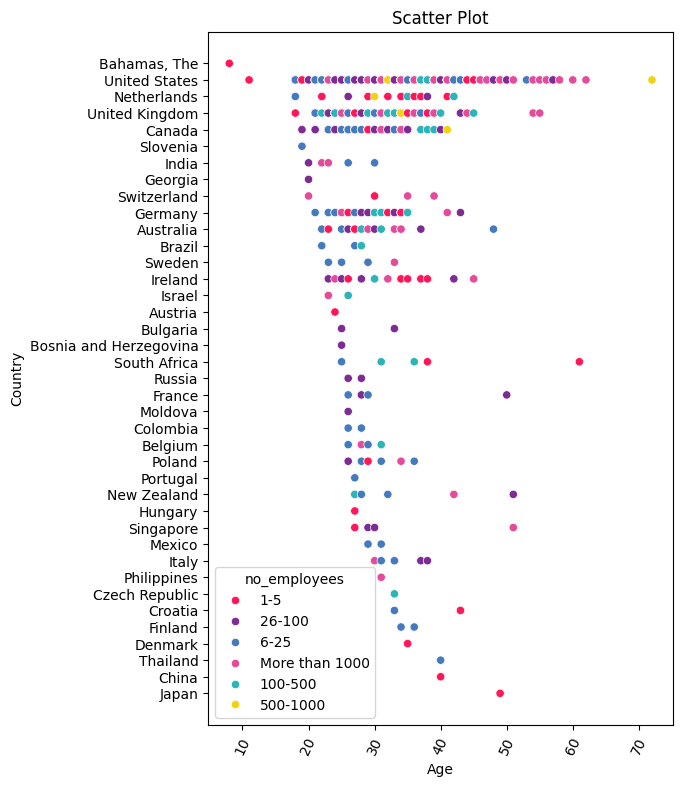 Scatter Plot
Country
Bahamas, The
United States
Netherlands
United Kingdom
Canada
Slovenia
India
Georgia
Switzerland
Germany
Australia
Brazil
Sweden
Ireland
Israel
Austria
Bulgaria
Bosnia and Herzegovina
South Africa
Russia
France
Moldova
Colombia
Belgium
Poland
Portugal
New Zealand
Hungary
Singapore
Mexico
Italy
Philippines
Czech Republic
Croatia
Finland
Denmark
Thailand
China
Japan
no_employees
1-5
26-100
6-25
More than 1000
100-500
500-1000
10 20 30 40 50 60 70
Age